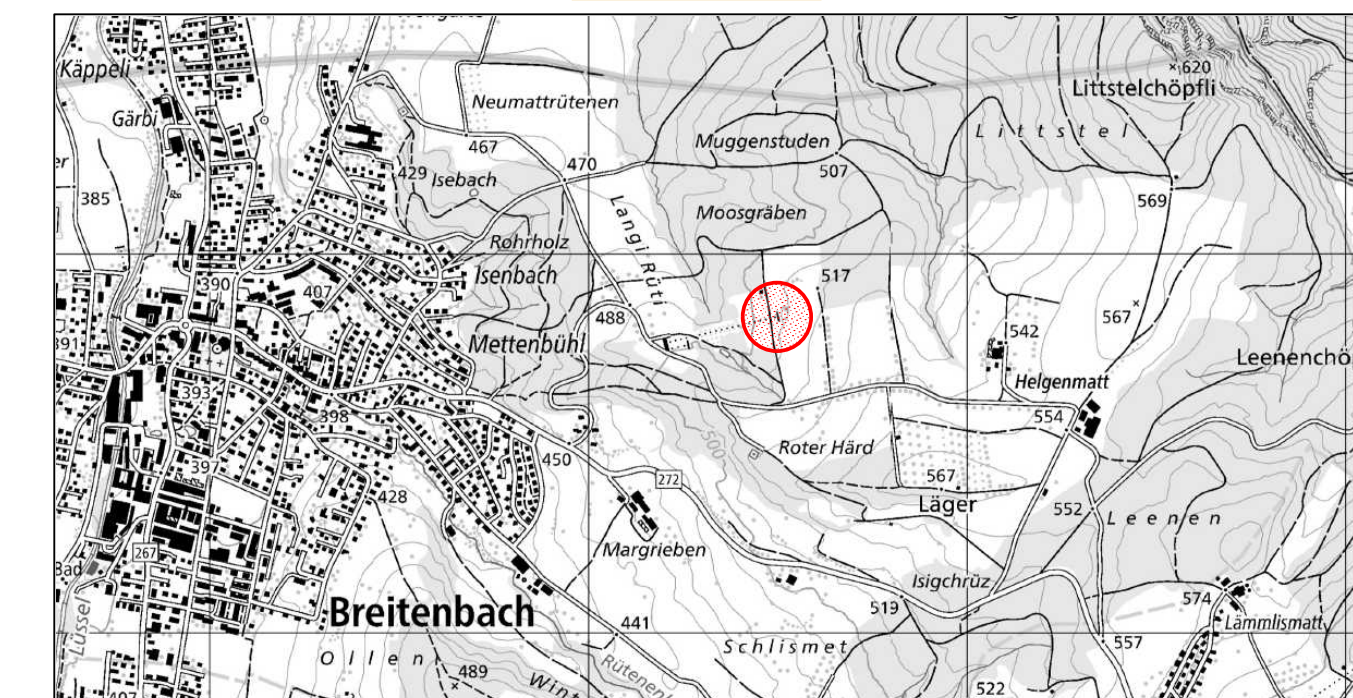 Käppeli
620
Littstelchöpfli
Neumattrütenen
Gärbi
Muggenstuden
Littstel
467
470
507
429
Isebach
385
569
Moosgräben
Langi Rüti
Rohrholz
Isenbach
517
390
407
567
488
542
391
Mettenbühl
Leenenchö
Helgenmatt
393
398
554
Roter Härd
500
450
397
567
272
428
Läger
552
Leenen
267
Margrieben
Bad
Isigchrüz
574
519
Breitenbach
441
Lämmlismatt
Lüssel
557
Schlismet
Ollen
489
522